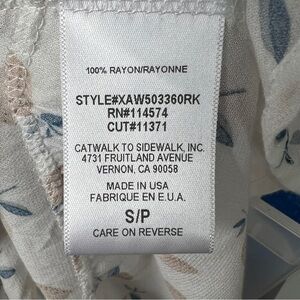 100% RAYON/RAYONNE
STYLE#XAW503360RK
RN#114574
CUT#11371
CATWALK TO SIDEWALK, INC.
4731 FRUITLAND AVENUE
VERNON, CA 90058
MADE IN USA
FABRIQUE EN E.U.A.
S/P
CARE ON REVERSE